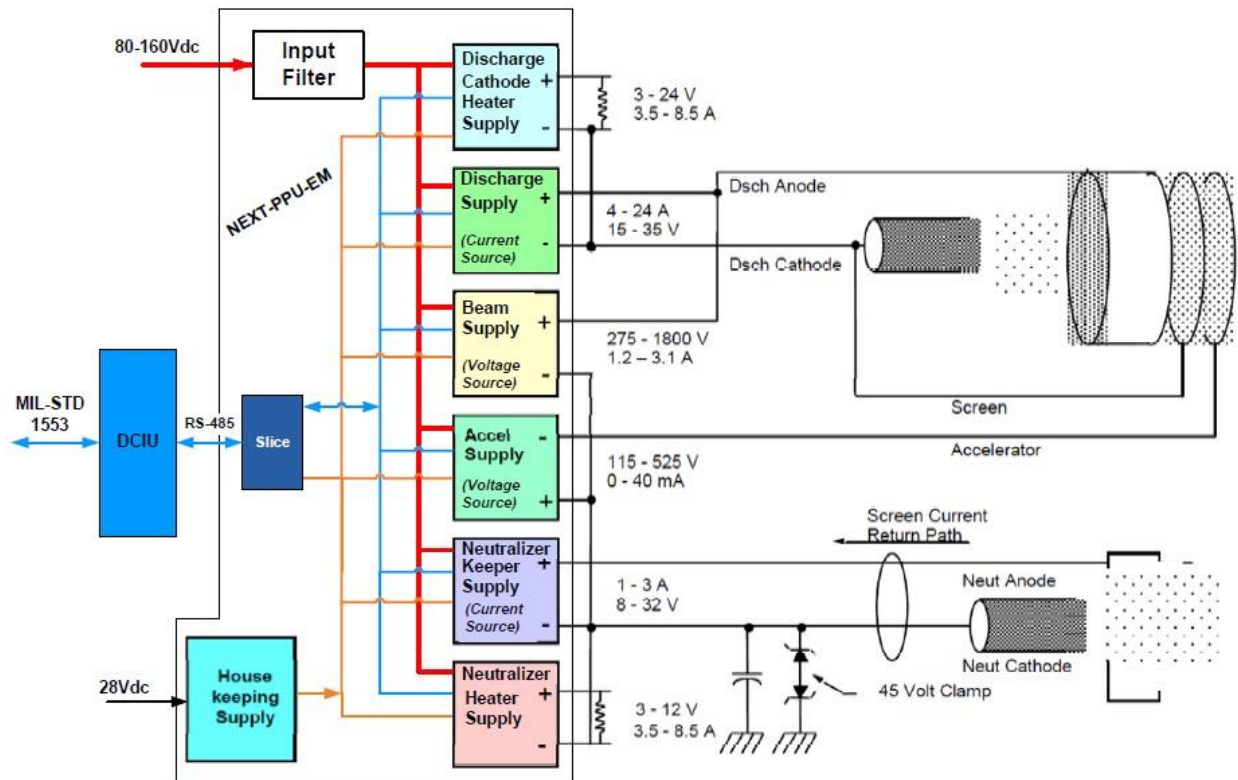 80-160Vdc
Input
Filter
NEXT-PPU-EM
Discharge
Cathode +
Heater
Supply -
3 - 24 V
3.5 - 8.5 A
Discharge
Supply +
(Current -
Source)
4 - 24 A
15 - 35 V
Dsch Anode
Dsch Cathode
Beam
Supply +
(Voltage
Source) -
275 - 1800 V
1.2 – 3.1 A
Screen
MIL-STD
1553
DCIU
RS-485
Slice
Accel -
Supply
(Voltage
Source) +
115 - 525 V
0 - 40 mA
Accelerator
Screen Current
Return Path
Neutralizer
Keeper +
Supply
(Current
Source) -
1 - 3 A
8 - 32 V
Neut Anode
Neut Cathode
45 Volt Clamp
28Vdc
House
keeping
Supply
Neutralizer
Heater +
Supply
-
3 - 12 V
3.5 - 8.5 A